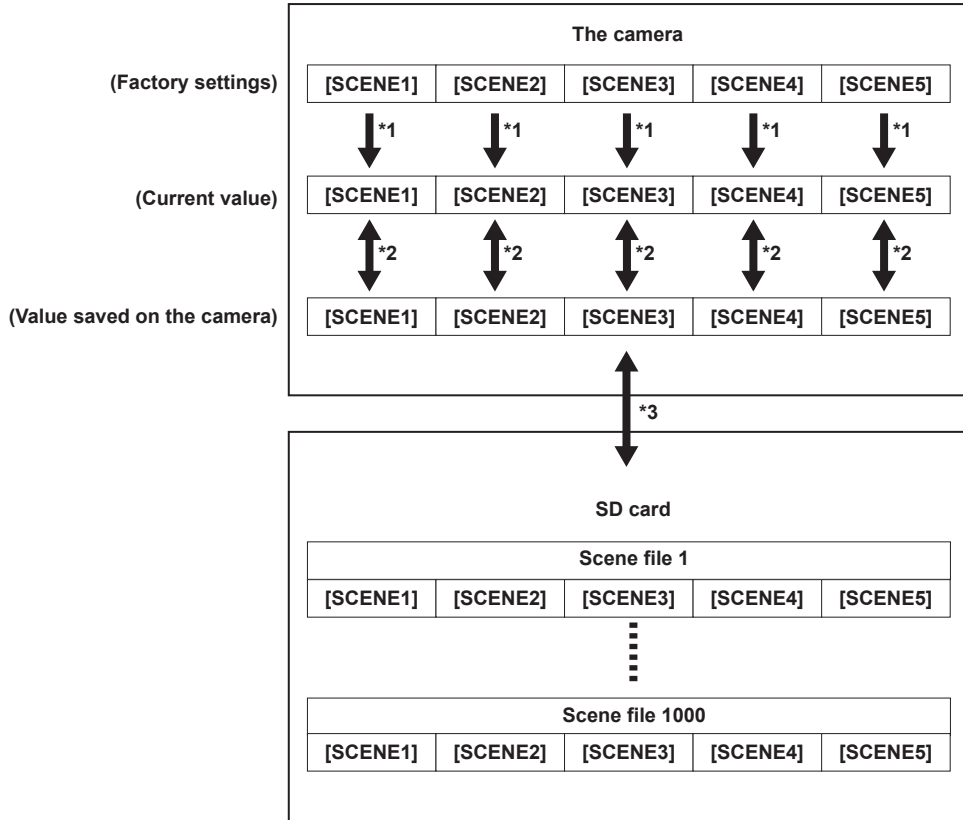 The camera
(Factory settings) [SCENE1] [SCENE2] [SCENE3] [SCENE4] [SCENE5]
*1 *1 *1 *1 *1
(Current value) [SCENE1] [SCENE2] [SCENE3] [SCENE4] [SCENE5]
*2 *2 *2 *2 *2
(Value saved on the camera) [SCENE1] [SCENE2] [SCENE3] [SCENE4] [SCENE5]
*3
SD card
Scene file 1
[SCENE1] [SCENE2] [SCENE3] [SCENE4] [SCENE5]
Scene file 1000
[SCENE1] [SCENE2] [SCENE3] [SCENE4] [SCENE5]